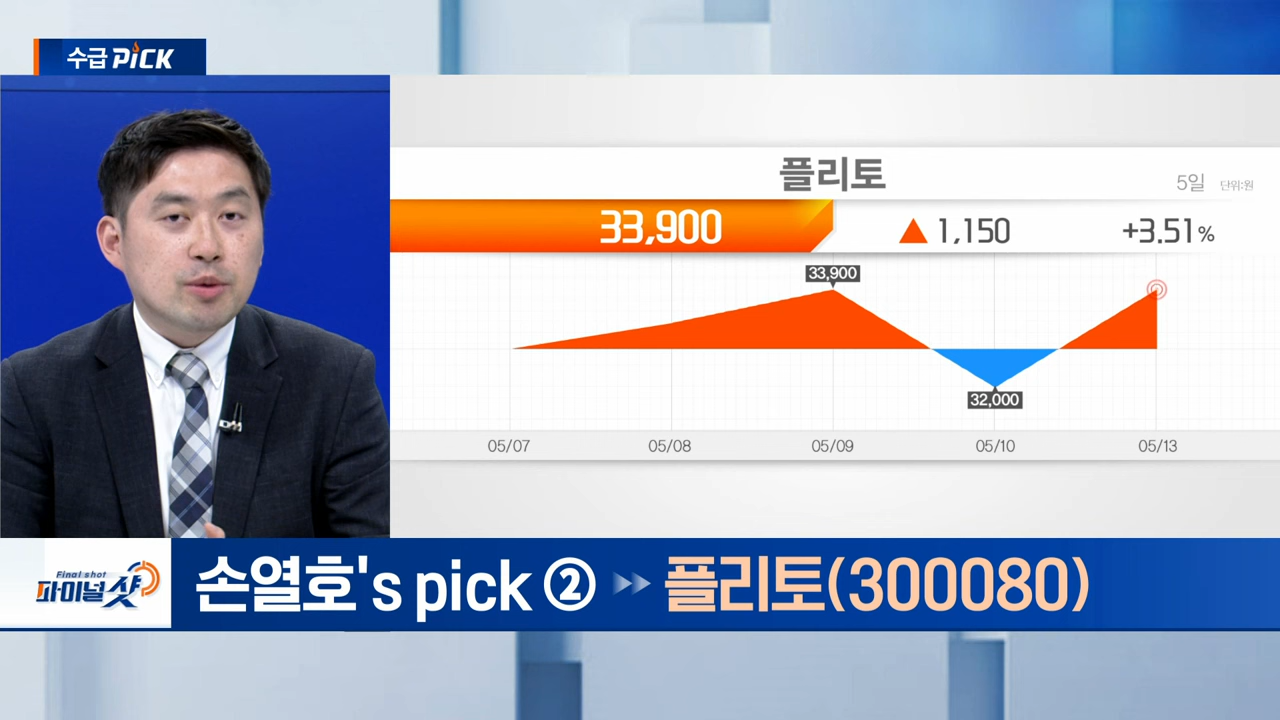 수급 PiCK
플리토
5일 단위:원
33,900 ▲ 1,150 +3.51%
33,900
32,000
05/07 05/08 05/09 05/10 05/13
Final shot
파이널샷
손열호's pick ② 플리토(300080)